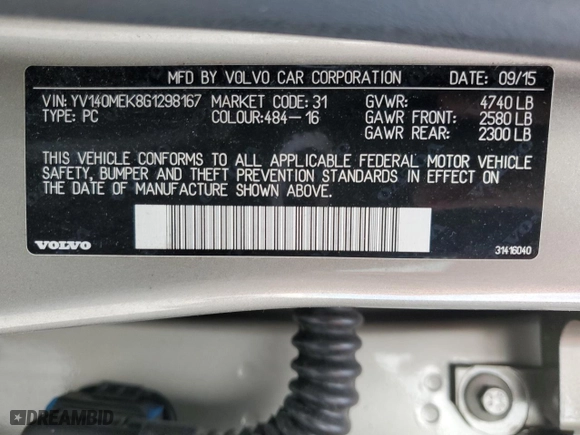 MFD BY VOLVO CAR CORPORATION DATE: 09/15
VIN: YV140MEK8G1298167 MARKET CODE: 31 GVWR: 4740 LB
TYPE: PC COLOUR:484-16 GAWR FRONT: 2580 LB
GAWR REAR: 2300 LB
THIS VEHICLE CONFORMS TO ALL APPLICABLE FEDERAL MOTOR VEHICLE
SAFETY, BUMPER AND THEFT PREVENTION STANDARDS IN EFFECT ON
THE DATE OF MANUFACTURE SHOWN ABOVE.
VOLVO 31416040
DREAMBID